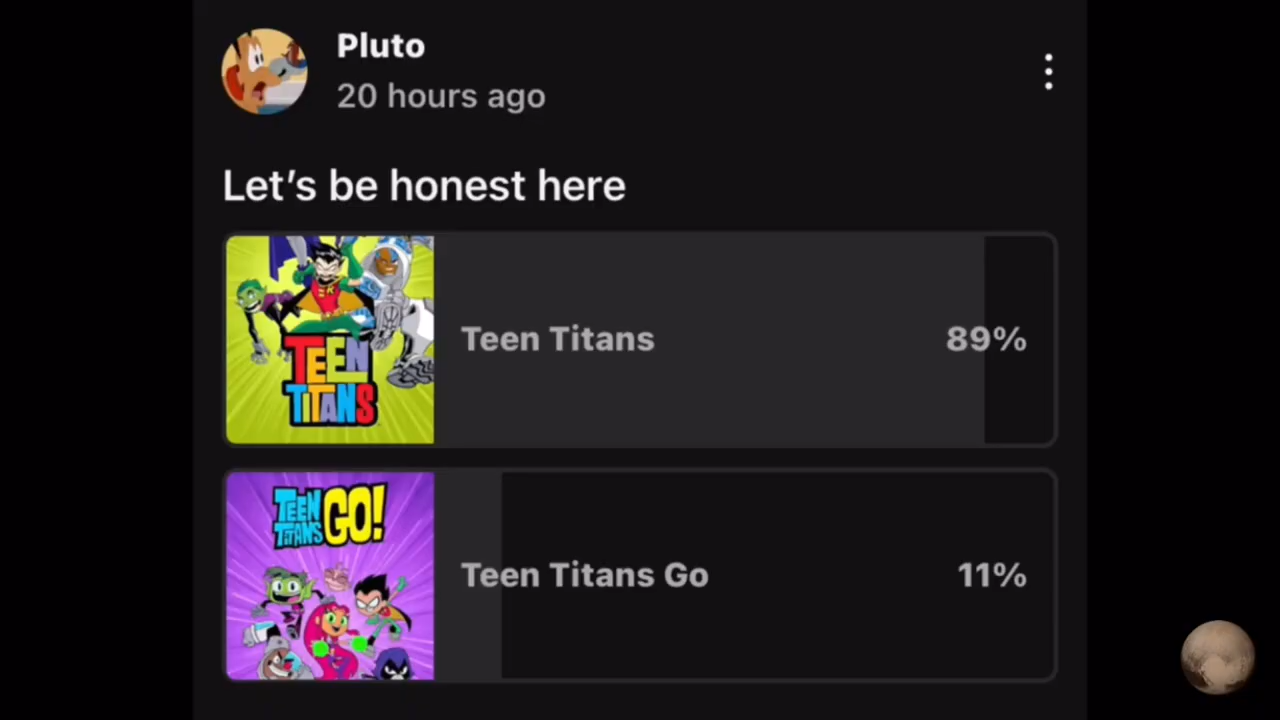 Pluto
20 hours ago
Let's be honest here
TEEN
TITANS
Teen Titans
89%
TEEN
TITANS
GO!
Teen Titans Go
11%